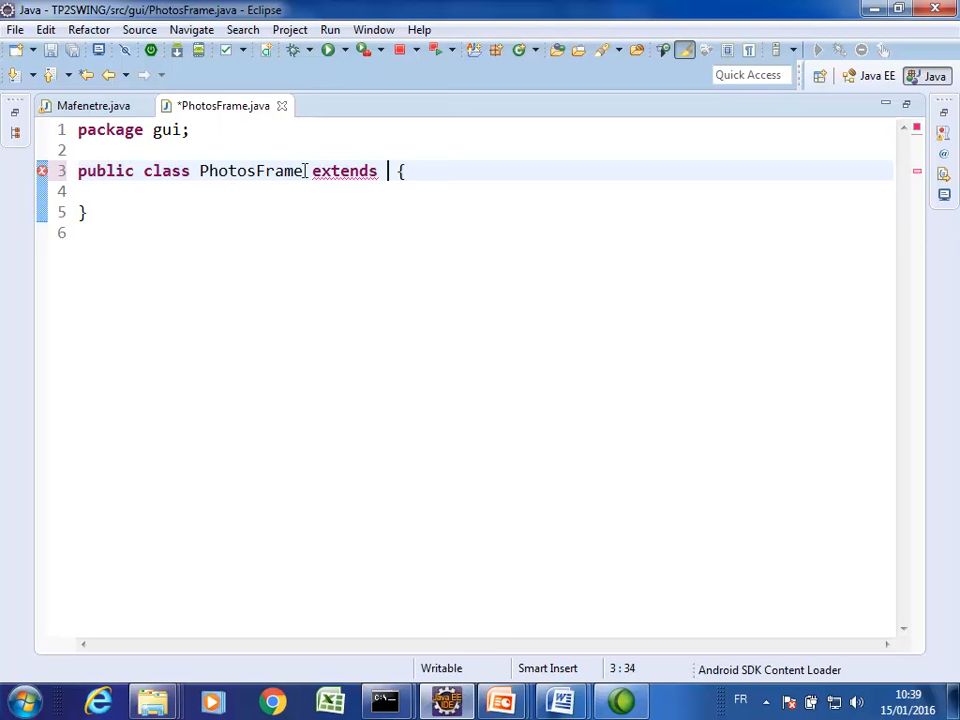 Java - TP2SWING/src/gui/PhotosFrame.java - Eclipse
File Edit Refactor Source Navigate Search Project Run Window Help
Quick Access Java EE Java
Mafenetre.java *PhotosFrame.java
1 package gui;
2
3 public class PhotosFrame extends {
4
5 }
6
Writable Smart Insert 3 : 34 Android SDK Content Loader
FR 10:39
15/01/2016